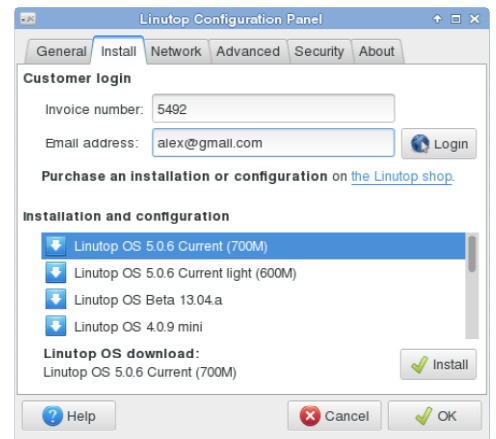 Linutop Configuration Panel
General Install Network Advanced Security About
Customer login
Invoice number: 5492
Email address: alex@gmail.com Login
Purchase an installation or configuration on the Linutop shop.
Installation and configuration
Linutop OS 5.0.6 Current (700M)
Linutop OS 5.0.6 Current light (600M)
Linutop OS Beta 13.04.a
Linutop OS 4.0.9 mini
Linutop OS download:
Linutop OS 5.0.6 Current (700M)
Install
Help Cancel OK